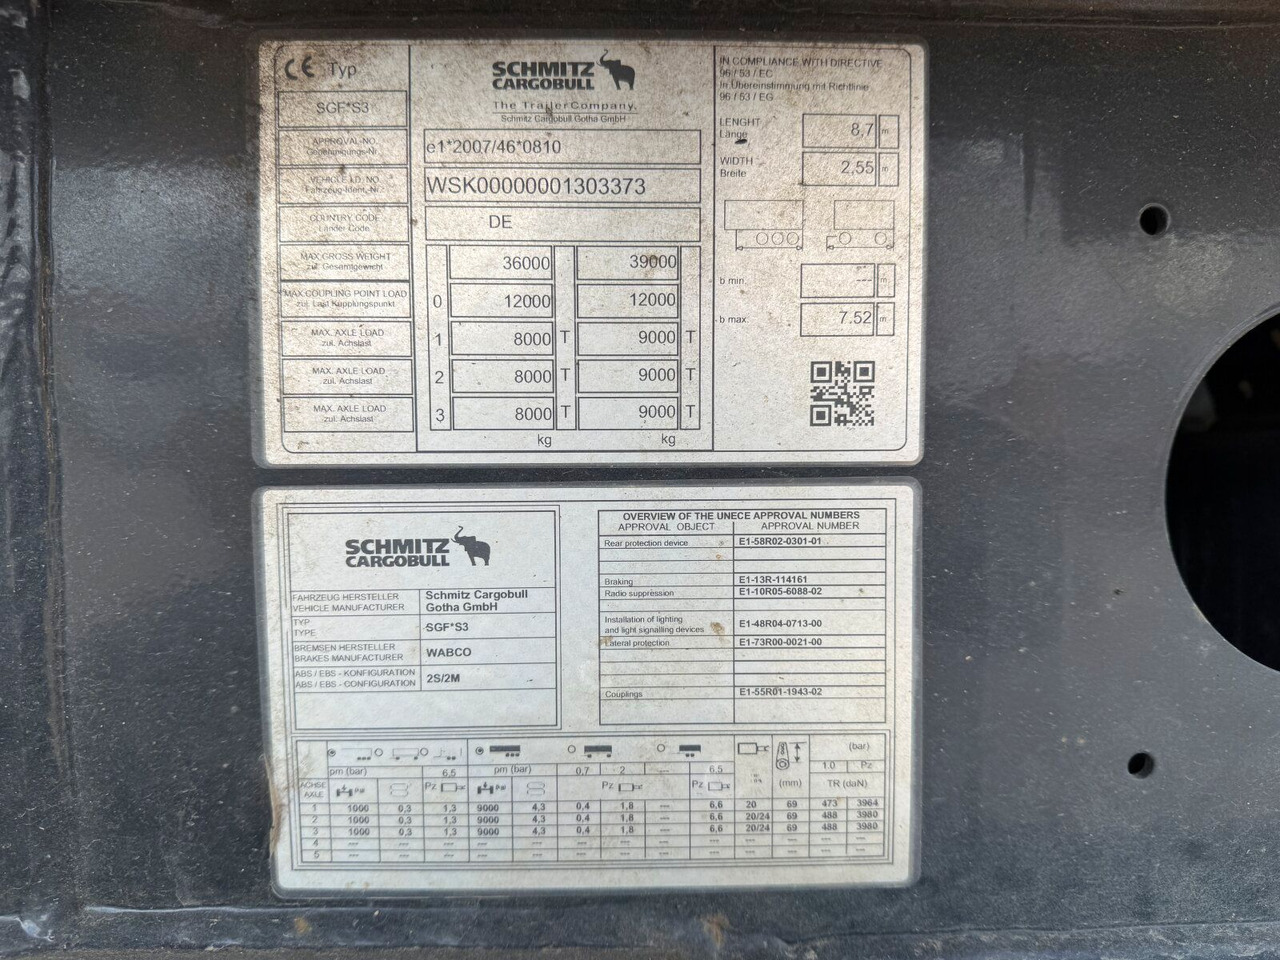 CE Typ
SGF*S3
APPROVAL-NO.
Genehmigungs-Nr.
VEHICLE I.D. NO.
Fahrzeug-Ident.-Nr.
COUNTRY CODE
Länder Code
MAX.GROSS WEIGHT
zul. Gesamtgewicht
MAX.COUPLING POINT LOAD
zul. Last Kupplungspunkt
MAX. AXLE LOAD
zul. Achslast
MAX. AXLE LOAD
zul. Achslast
MAX. AXLE LOAD
zul. Achslast
SCHMITZ
CARGOBULL
The Trailer Company.
Schmitz Cargobull Gotha GmbH
e1*2007/46*0810
WSK00000001303373
DE
36000 39000
0 12000 12000
1 8000 T 9000 T
2 8000 T 9000 T
3 8000 T 9000 T
kg kg
IN COMPLIANCE WITH DIRECTIVE
96 / 53 / EC
In Übereinstimmung mit Richtlinie
96 / 53 / EG
LENGHT
Länge 8,7 m
WIDTH
Breite 2,55 m
b min. --- m
b max. 7.52 m
SCHMITZ
CARGOBULL
FAHRZEUG HERSTELLER
VEHICLE MANUFACTURER
Schmitz Cargobull
Gotha GmbH
TYP
TYPE
SGF*S3
BREMSEN HERSTELLER
BRAKES MANUFACTURER
WABCO
ABS / EBS - KONFIGURATION
ABS / EBS - CONFIGURATION
2S/2M
OVERVIEW OF THE UNECE APPROVAL NUMBERS
APPROVAL OBJECT APPROVAL NUMBER
Rear protection device E1-58R02-0301-01
Braking E1-13R-114161
Radio suppression E1-10R05-6088-02
Installation of lighting
and light signalling devices E1-48R04-0713-00
Lateral protection E1-73R00-0021-00
Couplings E1-55R01-1943-02
(bar)
pm (bar) 6,5 pm (bar) 0,7 2 --- 6,5 1.0 Pz
ACHSE
AXLE
Pz Pz Pz (mm) TR (daN)
1 1000 0,3 1,3 9000 4,3 0,4 1,8 --- 6,6 20 69 473 3964
2 1000 0,3 1,3 9000 4,3 0,4 1,8 --- 6,6 20/24 69 488 3980
3 1000 0,3 1,3 9000 4,3 0,4 1,8 --- 6,6 20/24 69 488 3980
4 --- --- --- --- --- --- --- --- --- --- --- --- ---
5 --- --- --- --- --- --- --- --- --- --- --- --- ---